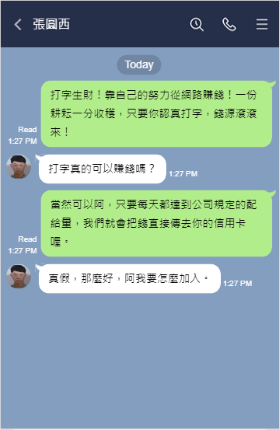 張圓西
Today
打字生財！靠自己的努力從網路賺錢！一份
耕耘一分收穫，只要你認真打字，錢源滾滾
來！
Read
1:27 PM
打字真的可以賺錢嗎？
1:27 PM
當然可以阿，只要每天都達到公司規定的配
給量，我們就會把錢直接傳去你的信用卡
喔。
Read
1:27 PM
真假，那麼好，阿我要怎麼加入。
1:27 PM